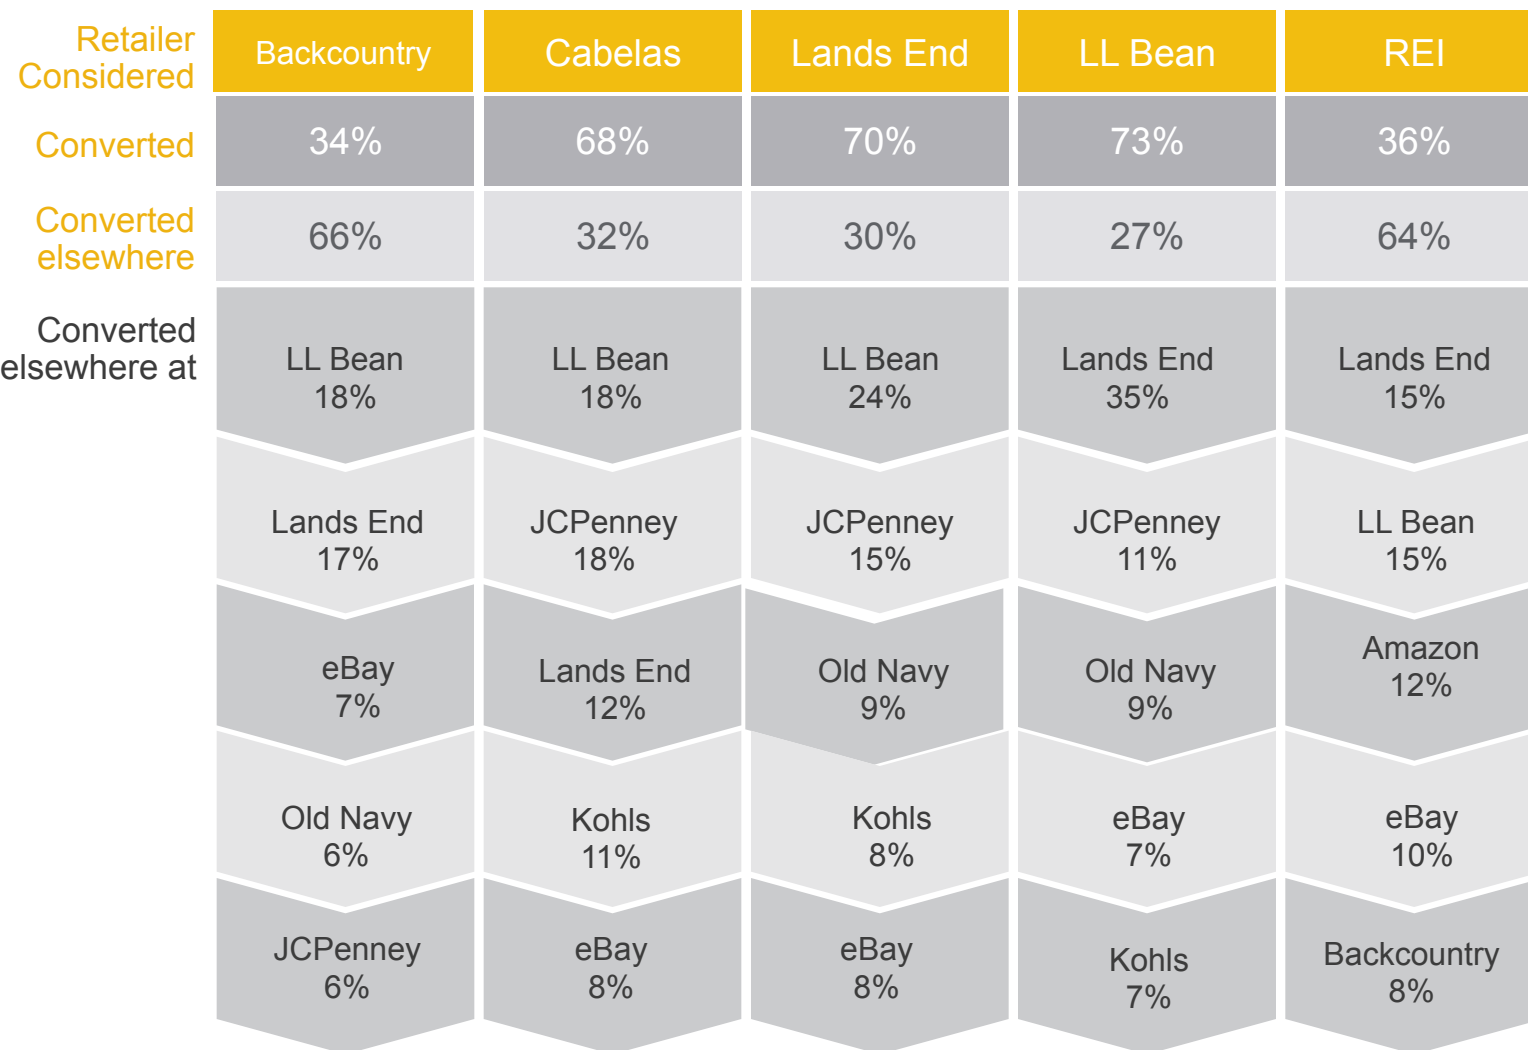 Retailer
Considered
Backcountry
Cabelas
Lands End
LL Bean
REI
Converted
34%
68%
70%
73%
36%
Converted
elsewhere
66%
32%
30%
27%
64%
Converted
elsewhere at
LL Bean
18%
LL Bean
18%
LL Bean
24%
Lands End
35%
Lands End
15%
Lands End
17%
JCPenney
18%
JCPenney
15%
JCPenney
11%
LL Bean
15%
eBay
7%
Lands End
12%
Old Navy
9%
Old Navy
9%
Amazon
12%
Old Navy
6%
Kohls
11%
Kohls
8%
eBay
7%
eBay
10%
JCPenney
6%
eBay
8%
eBay
8%
Kohls
7%
Backcountry
8%